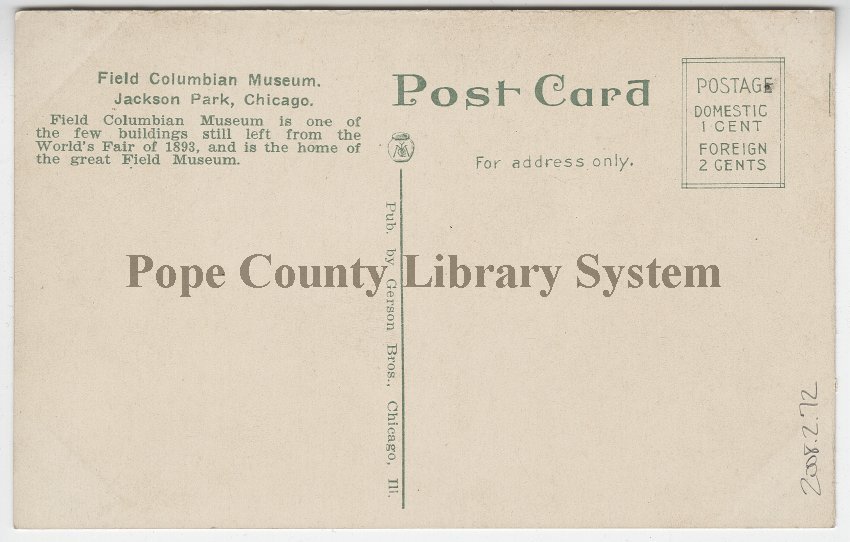 Field Columbian Museum.
Jackson Park, Chicago.
Field Columbian Museum is one of
the few buildings still left from the
World's Fair of 1893, and is the home of
the great Field Museum.
Pub. by Gerson Bros., Chicago, Ill.
Post Card
For address only.
POSTAGE
DOMESTIC
1 CENT
FOREIGN
2 CENTS
Pope County Library System
2008.2.72